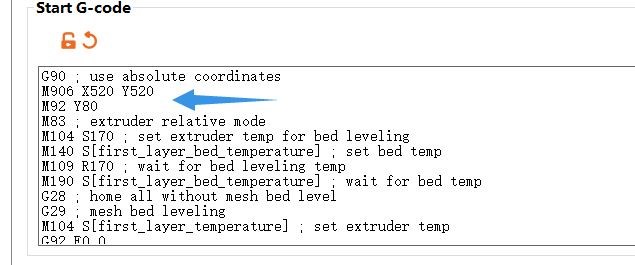 Start G-code
G90 ; use absolute coordinates
M906 X520 Y520
M92 Y80
M83 ; extruder relative mode
M104 S170 ; set extruder temp for bed leveling
M140 S[first_layer_bed_temperature] ; set bed temp
M109 R170 ; wait for bed leveling temp
M190 S[first_layer_bed_temperature] ; wait for bed temp
G28 ; home all without mesh bed level
G29 ; mesh bed leveling
M104 S[first_layer_temperature] ; set extruder temp
G92 E0.0